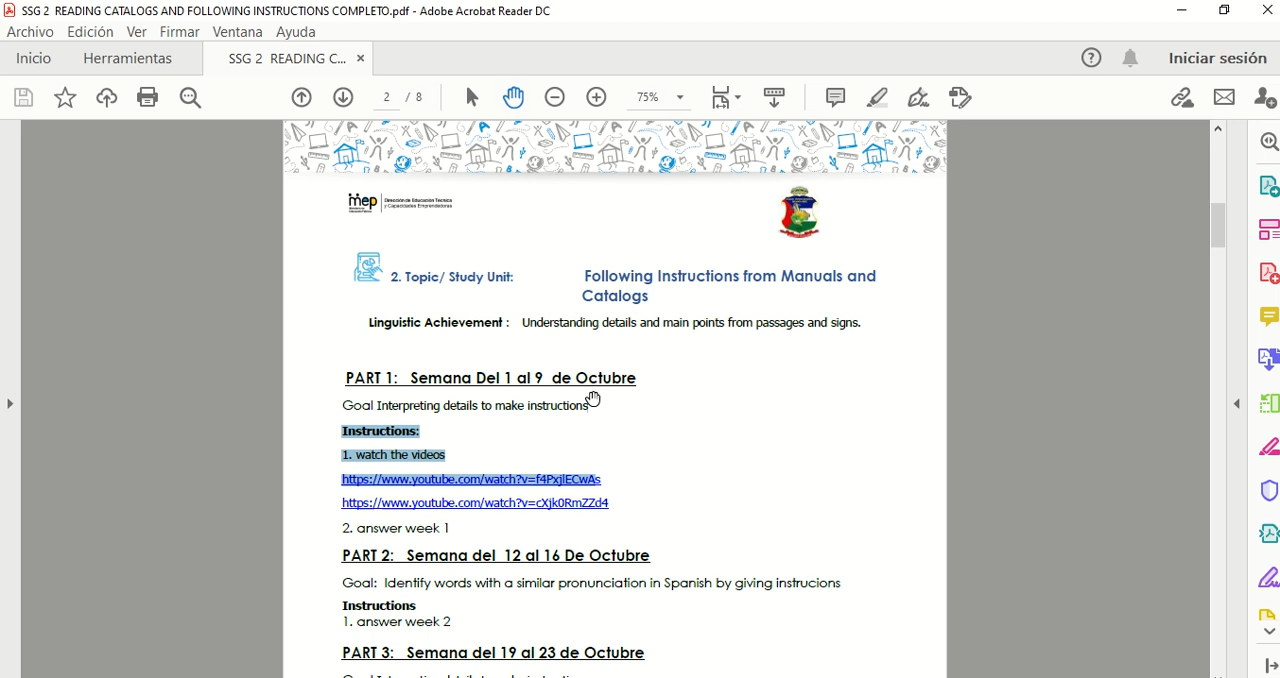 SSG 2 READING CATALOGS AND FOLLOWING INSTRUCTIONS COMPLETO.pdf - Adobe Acrobat Reader DC
Archivo Edición Ver Firmar Ventana Ayuda
Inicio Herramientas SSG 2 READING C... × Iniciar sesión
2 / 8 75%
mep Dirección de Educación Técnica
y Capacidades Emprendedoras
2. Topic/ Study Unit: Following Instructions from Manuals and
Catalogs
Linguistic Achievement : Understanding details and main points from passages and signs.
PART 1: Semana Del 1 al 9 de Octubre
Goal Interpreting details to make instructions
Instructions:
1. watch the videos
https://www.youtube.com/watch?v=f4PxjlECwAs
https://www.youtube.com/watch?v=cXjk0RmZZd4
2. answer week 1
PART 2: Semana del 12 al 16 De Octubre
Goal: Identify words with a similar pronunciation in Spanish by giving instrucions
Instructions
1. answer week 2
PART 3: Semana del 19 al 23 de Octubre